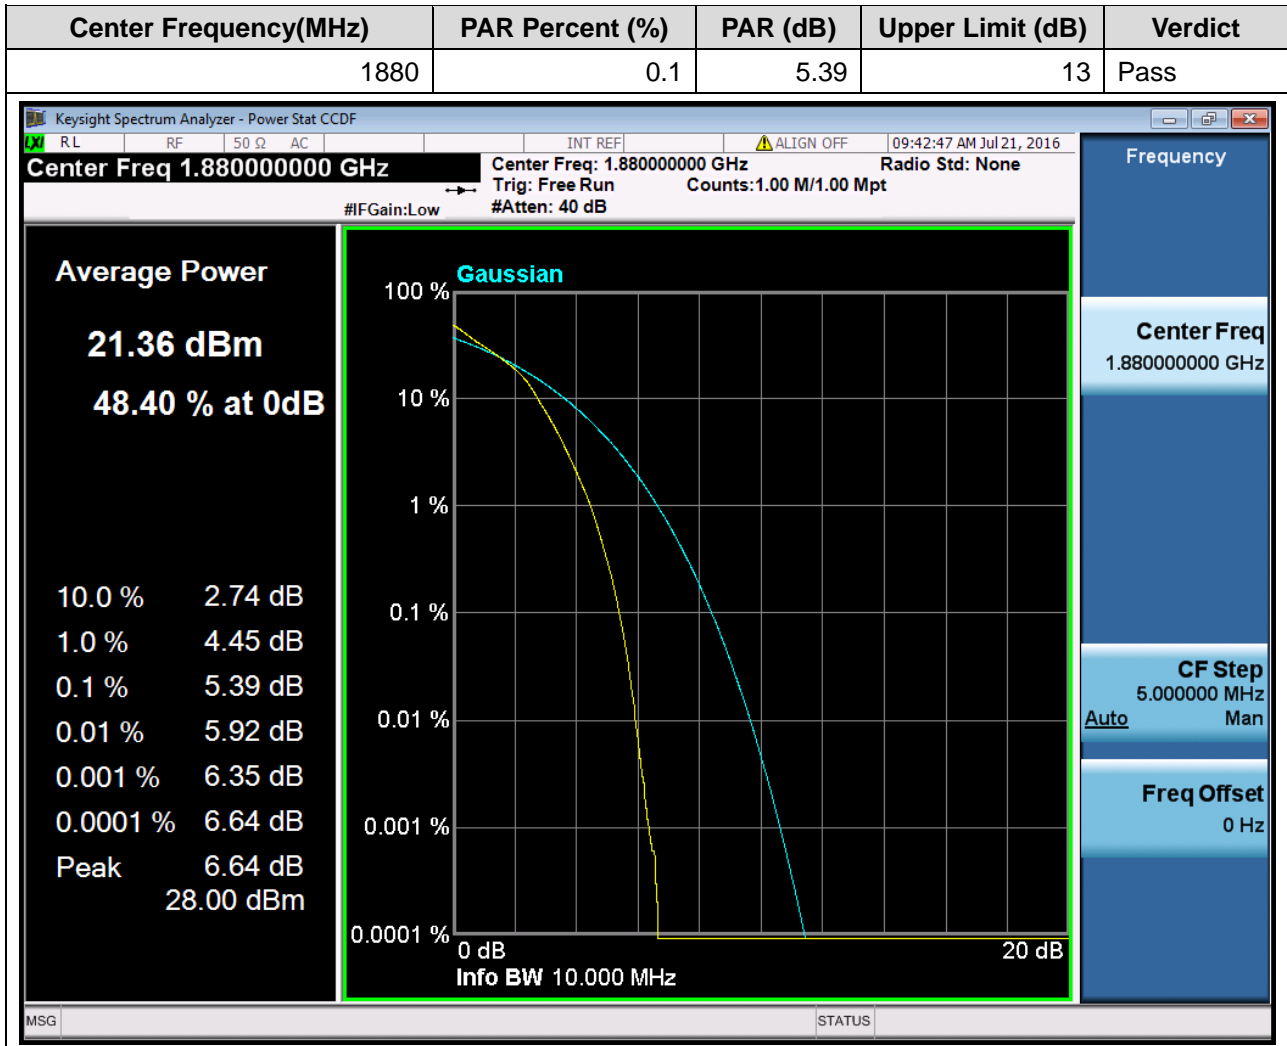 Center Frequency(MHz) PAR Percent (%) PAR (dB) Upper Limit (dB) Verdict
1880 0.1 5.39 13 Pass
Keysight Spectrum Analyzer - Power Stat CCDF
LXI RL RF 50 Ω AC INT REF ALIGN OFF 09:42:47 AM Jul 21, 2016
Center Freq 1.880000000 GHz
Center Freq: 1.880000000 GHz Radio Std: None
Trig: Free Run Counts:1.00 M/1.00 Mpt
#IFGain:Low #Atten: 40 dB
Average Power
21.36 dBm
48.40 % at 0dB
10.0 % 2.74 dB
1.0 % 4.45 dB
0.1 % 5.39 dB
0.01 % 5.92 dB
0.001 % 6.35 dB
0.0001 % 6.64 dB
Peak 6.64 dB
28.00 dBm
Gaussian
100 %
10 %
1 %
0.1 %
0.01 %
0.001 %
0.0001 %
0 dB 20 dB
Info BW 10.000 MHz
Frequency
Center Freq
1.880000000 GHz
CF Step
5.000000 MHz
Auto Man
Freq Offset
0 Hz
MSG STATUS